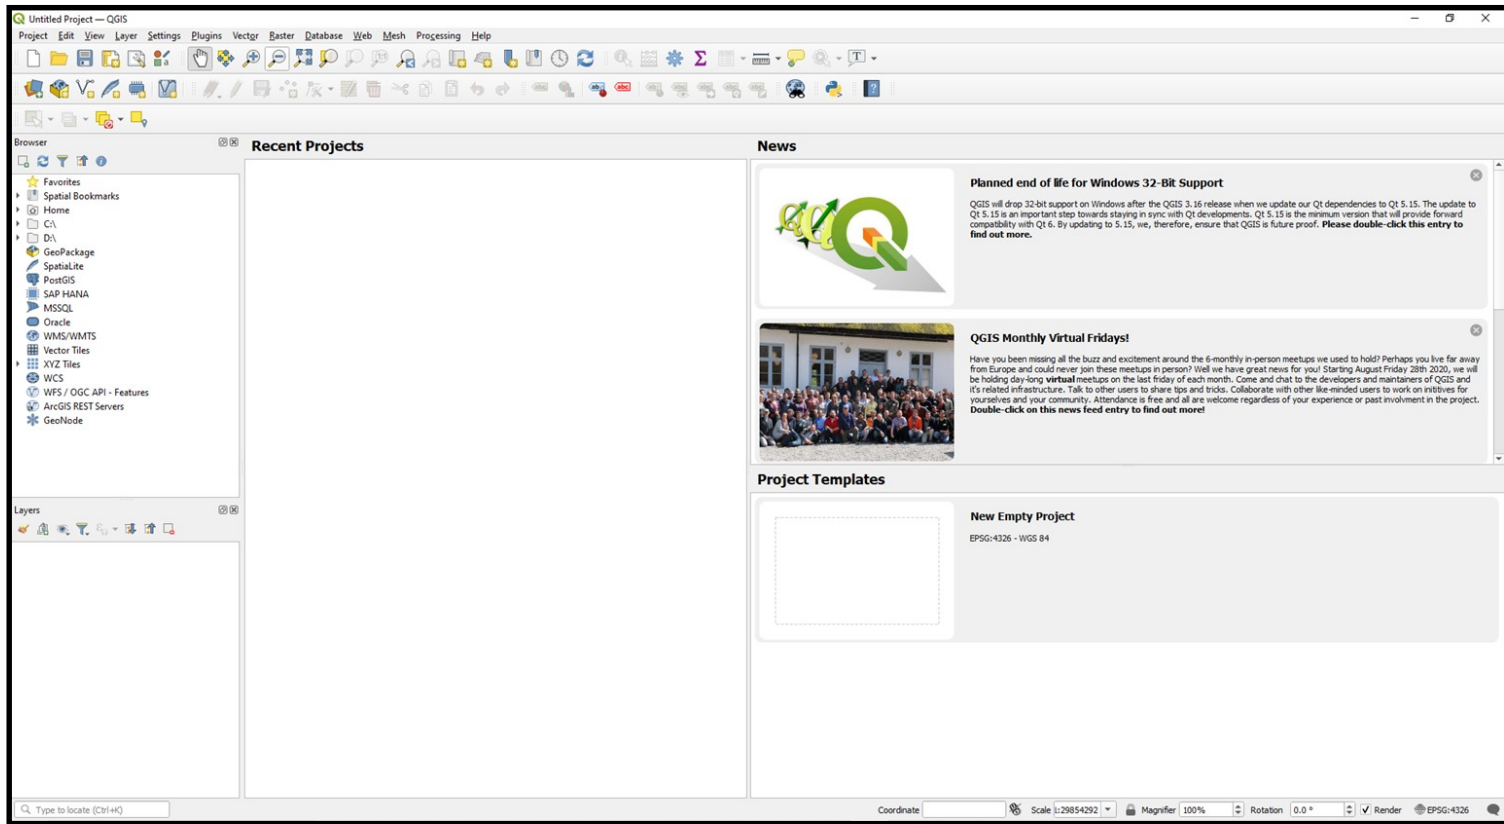 Untitled Project — QGIS
Project Edit View Layer Settings Plugins Vector Raster Database Web Mesh Processing Help
Browser
Favorites
Spatial Bookmarks
Home
C:\
D:\
GeoPackage
SpatiaLite
PostGIS
SAP HANA
MSSQL
Oracle
WMS/WMTS
Vector Tiles
XYZ Tiles
WCS
WFS / OGC API - Features
ArcGIS REST Servers
GeoNode
Layers
Recent Projects
News
Planned end of life for Windows 32-Bit Support
QGIS will drop 32-bit support on Windows after the QGIS 3.16 release when we update our Qt dependencies to Qt 5.15. The update to
Qt 5.15 is an important step towards staying in sync with Qt developments. Qt 5.15 is the minimum version that will provide forward
compatibility with Qt 6. By updating to 5.15, we, therefore, ensure that QGIS is future proof. Please double-click this entry to
find out more.
QGIS Monthly Virtual Fridays!
Have you been missing all the buzz and excitement around the 6-monthly in-person meetups we used to hold? Perhaps you live far away
from Europe and could never join these meetups in person? Well we have great news for you! Starting August Friday 28th 2020, we will
be holding day-long virtual meetups on the last friday of each month. Come and chat to the developers and maintainers of QGIS and
it's related infrastructure. Talk to other users to share tips and tricks. Collaborate with other like-minded users to work on inititives for
yourselves and your community. Attendance is free and all are welcome regardless of your experience or past involvment in the project.
Double-click on this news feed entry to find out more!
Project Templates
New Empty Project
EPSG:4326 - WGS 84
Type to locate (Ctrl+K)
Coordinate Scale 1:29854292 Magnifier 100% Rotation 0.0 ° Render EPSG:4326